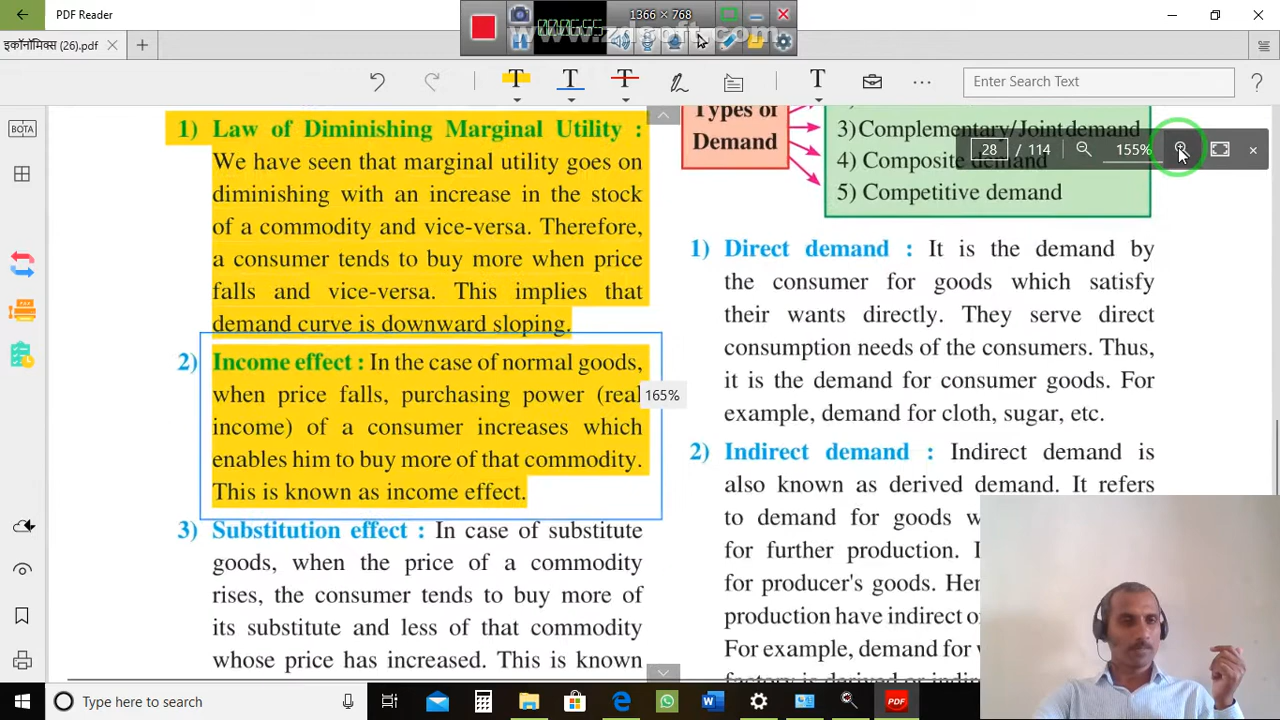 PDF Reader
1366 × 768
00:06:55
www.zdsoft.com
इकॉनॉमिक्स (26).pdf
Enter Search Text
28 / 114
155%
1) Law of Diminishing Marginal Utility :
We have seen that marginal utility goes on
diminishing with an increase in the stock
of a commodity and vice-versa. Therefore,
a consumer tends to buy more when price
falls and vice-versa. This implies that
demand curve is downward sloping.
2) Income effect : In the case of normal goods,
when price falls, purchasing power (real
income) of a consumer increases which
enables him to buy more of that commodity.
This is known as income effect.
165%
3) Substitution effect : In case of substitute
goods, when the price of a commodity
rises, the consumer tends to buy more of
its substitute and less of that commodity
whose price has increased. This is known
Types of
Demand
3) Complementary/Joint demand
4) Composite demand
5) Competitive demand
1) Direct demand : It is the demand by
the consumer for goods which satisfy
their wants directly. They serve direct
consumption needs of the consumers. Thus,
it is the demand for consumer goods. For
example, demand for cloth, sugar, etc.
2) Indirect demand : Indirect demand is
also known as derived demand. It refers
to demand for goods
for further production.
for producer's goods.
production have indirect
For example, demand for
factory is derived or
BOTA
Type here to search
PDF